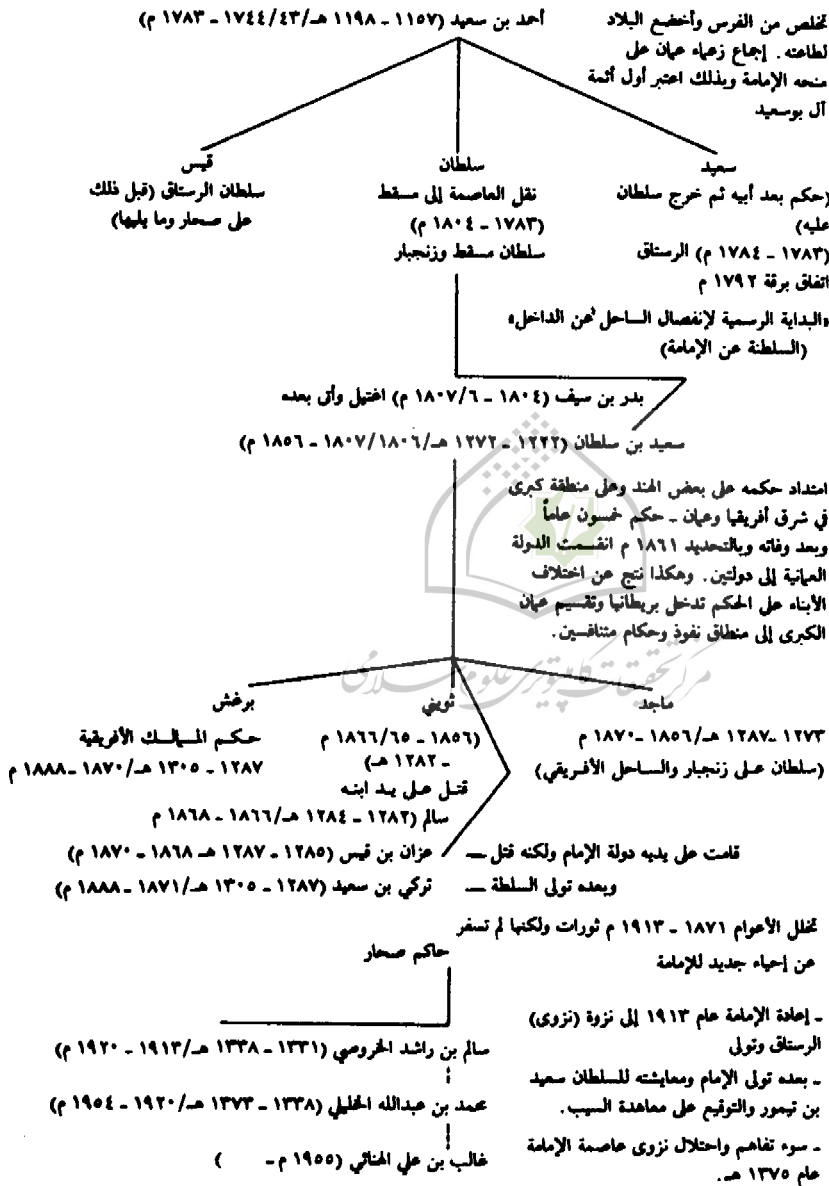 تخلص من الفرس وأخضع البلاد
لطاعته. إجماع زعماء عمان على
منحه الإمامة وبذلك اعتبر أول أئمة
آل بوسعيد
أحمد بن سعيد (١١٥٧ - ١١٩٨ هـ/١٧٤٤/٤٣ - ١٧٨٣ م)
سعيد
(حكم بعد أبيه ثم خرج سلطان
عليه)
(١٧٨٣ - ١٧٨٤ م) الرستاق
اتفاق برقة ١٧٩٢ م
«البداية الرسمية لإنفصال الساحل عن الداخل»
(السلطنة عن الإمامة)
سلطان
نقل العاصمة إلى مسقط
(١٧٨٣ - ١٨٠٤ م)
سلطان مسقط وزنجبار
قيس
سلطان الرستاق (قبل ذلك
على صحار وما يليها)
بدر بن سيف (١٨٠٤ - ١٨٠٧/٦ م) اغتيل وأتى بعده
سعيد بن سلطان (١٢٢٢ - ١٢٧٢ هـ/١٨٠٧/١٨٠٦ - ١٨٥٦ م)
امتداد حكمه على بعض الهند وعلى منطقة كبرى
في شرق أفريقيا وعمان - حكم خمسون عاماً
وبعد وفاته وبالتحديد ١٨٦١ م انقسمت الدولة
العمانية إلى دولتين. وهكذا نتج عن اختلاف
الأبناء على الحكم تدخل بريطانيا وتقسيم عمان
الكبرى إلى منطاق نفوذ وحكام متنافسين.
مركز تحقيقات كامپيوتری علوم اسلامی
ماجد
١٢٧٣ - ١٢٨٧ هـ/١٨٥٦ - ١٨٧٠ م
(سلطان على زنجبار والساحل الأفريقي)
ثويني
(١٨٥٦ - ١٨٦٦/٦٥ م
- ١٢٨٢ هـ)
قتل على يد ابنه
سالم (١٢٨٢ - ١٢٨٤ هـ/١٨٦٦ - ١٨٦٨ م
برغش
حكم الممالك الأفريقية
١٢٨٧ - ١٣٠٥ هـ/١٨٧٠ - ١٨٨٨ م
قامت على يديه دولة الإمام ولكنه قتل — عزان بن قيس (١٢٨٥ - ١٢٨٧ هـ ١٨٦٨ - ١٨٧٠ م)
وبعده تولى السلطة — تركي بن سعيد (١٢٨٧ - ١٣٠٥ هـ/١٨٧١ - ١٨٨٨ م)
تخلل الأعوام ١٨٧١ - ١٩١٣ م ثورات ولكنها لم تسفر
عن إحياء جديد للإمامة
حاكم صحار
- إعادة الإمامة عام ١٩١٣ إلى نزوة (نزوى)
الرستاق وتولى
سالم بن راشد الخروصي (١٣٣١ - ١٣٣٨ هـ/١٩١٣ - ١٩٢٠ م)
- بعده تولى الإمام ومعايشته للسلطان سعيد
بن تيمور والتوقيع على معاهدة السيب.
محمد بن عبدالله الخليلي (١٣٣٨ - ١٣٧٣ هـ/١٩٢٠ - ١٩٥٤ م)
- سوء تفاهم واحتلال نزوى عاصمة الإمامة
عام ١٣٧٥ هـ.
غالب بن علي الهنائي (١٩٥٥ م - )